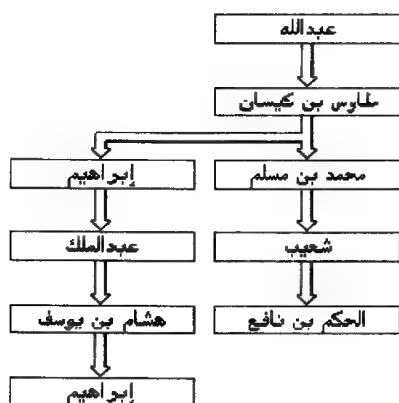 عبدالله
طاوس بن كيسان
محمد بن مسلم
إبراهيم
شعيب
عبدالملك
الحكم بن نافع
هشام بن يوسف
إبراهيم